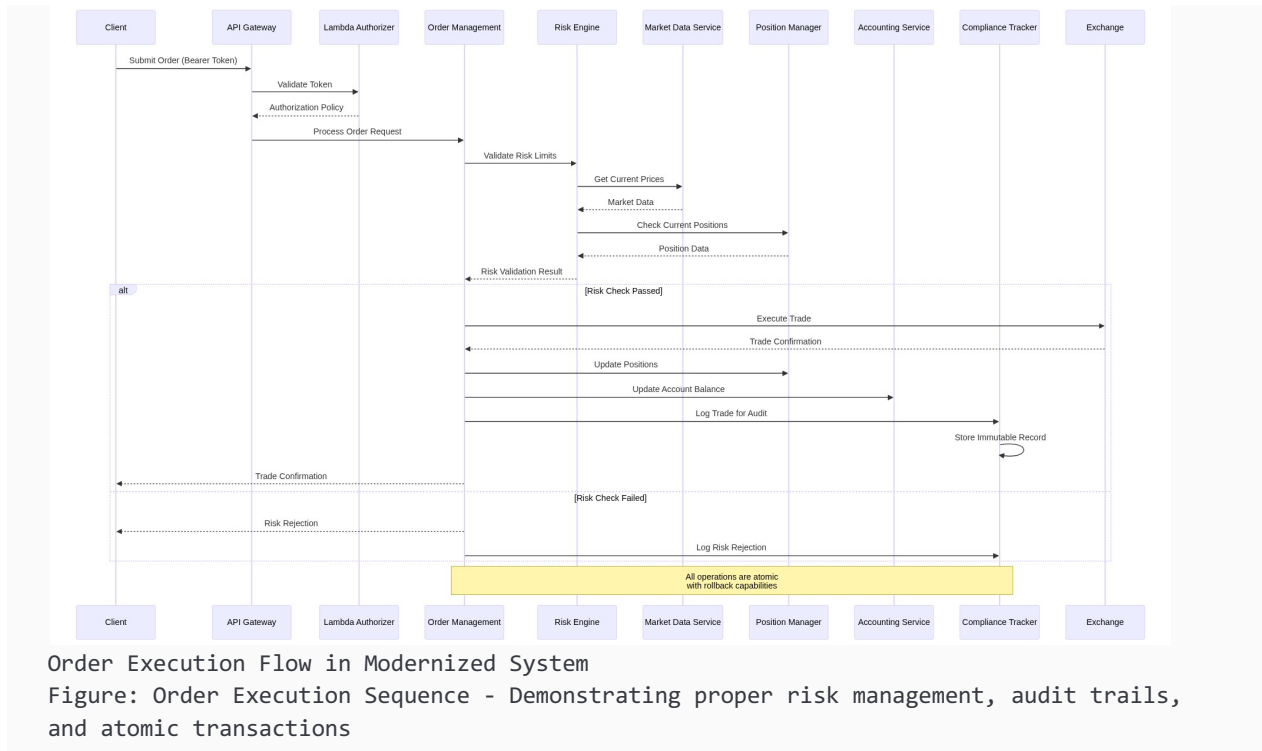 Client API Gateway Lambda Authorizer Order Management Risk Engine Market Data Service Position Manager Accounting Service Compliance Tracker Exchange
Submit Order (Bearer Token)
Validate Token
Authorization Policy
Process Order Request
Validate Risk Limits
Get Current Prices
Market Data
Check Current Positions
Position Data
Risk Validation Result
alt [Risk Check Passed]
Execute Trade
Trade Confirmation
Update Positions
Update Account Balance
Log Trade for Audit
Store Immutable Record
Trade Confirmation
[Risk Check Failed]
Risk Rejection
Log Risk Rejection
All operations are atomic
with rollback capabilities
Client API Gateway Lambda Authorizer Order Management Risk Engine Market Data Service Position Manager Accounting Service Compliance Tracker Exchange
Order Execution Flow in Modernized System
Figure: Order Execution Sequence - Demonstrating proper risk management, audit trails,
and atomic transactions